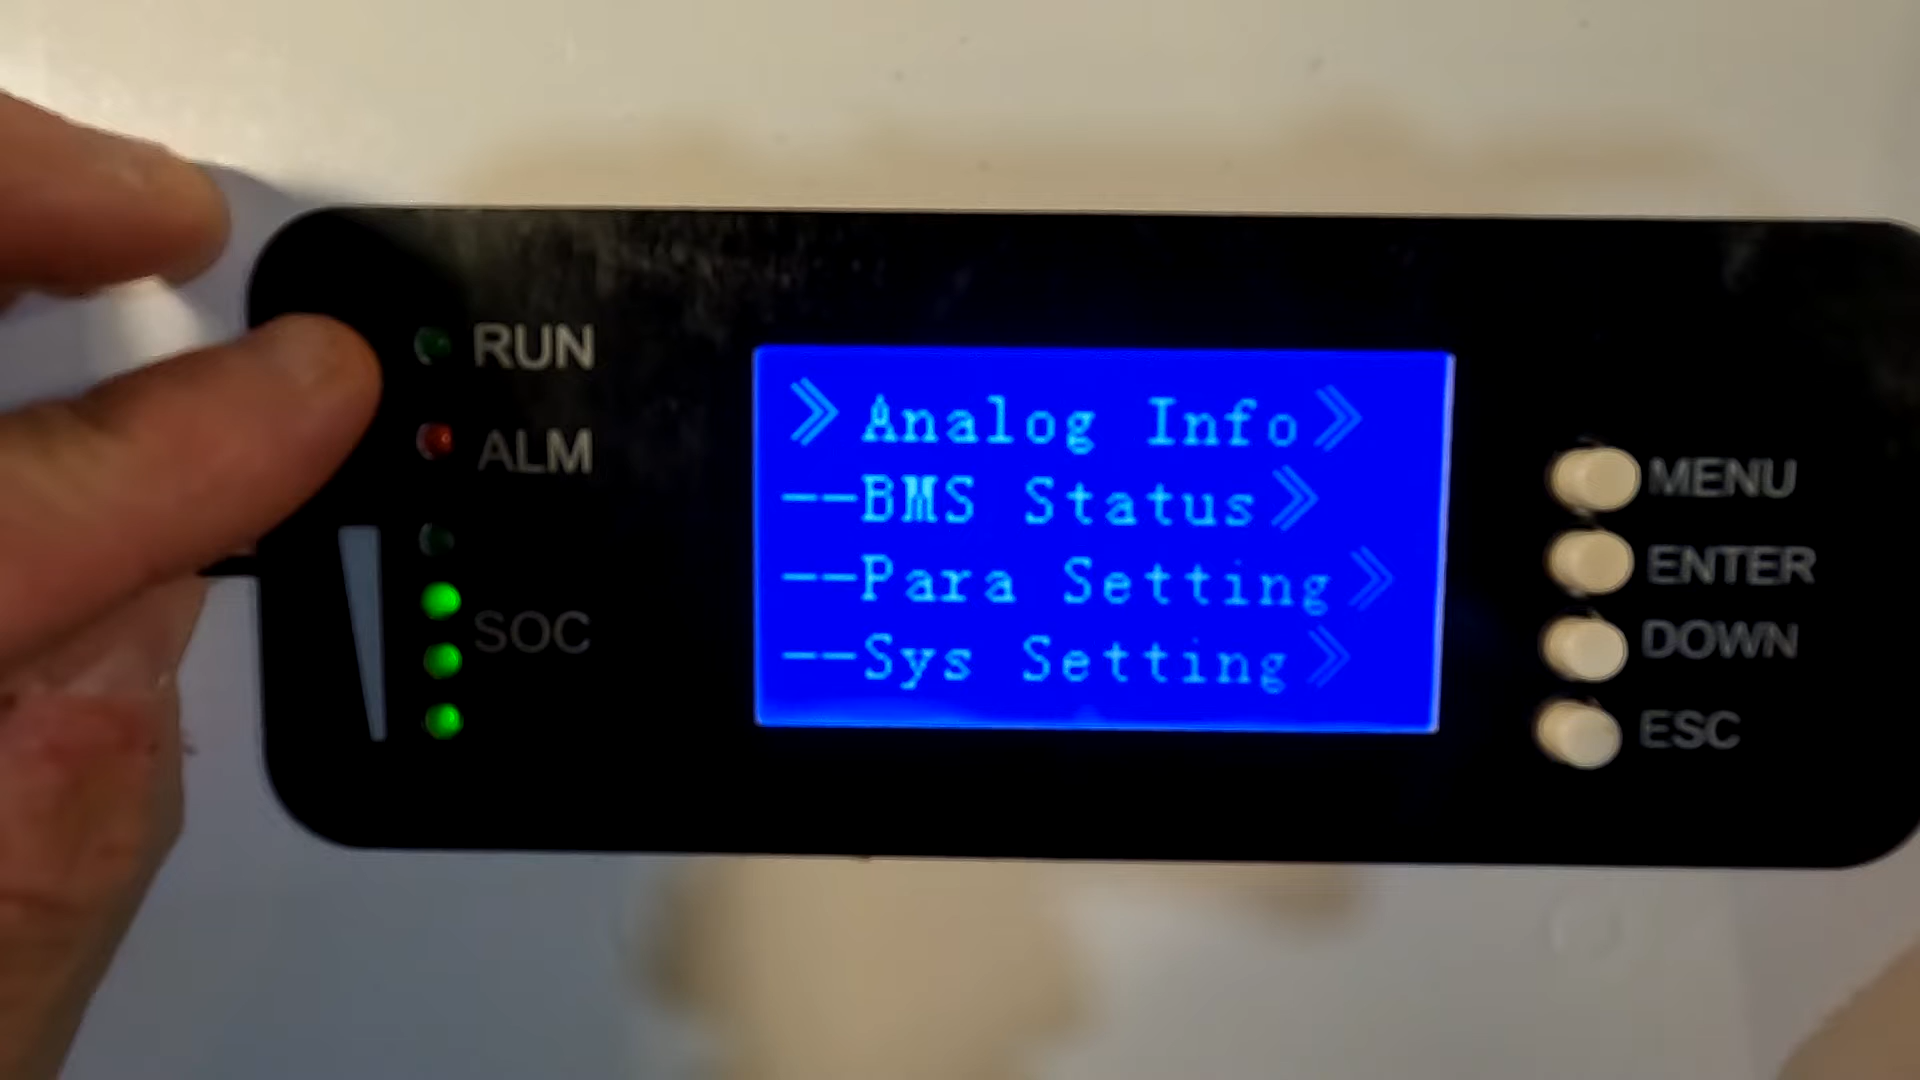 RUN
ALM
SOC
》Analog Info》
--BMS Status》
--Para Setting》
--Sys Setting》
MENU
ENTER
DOWN
ESC